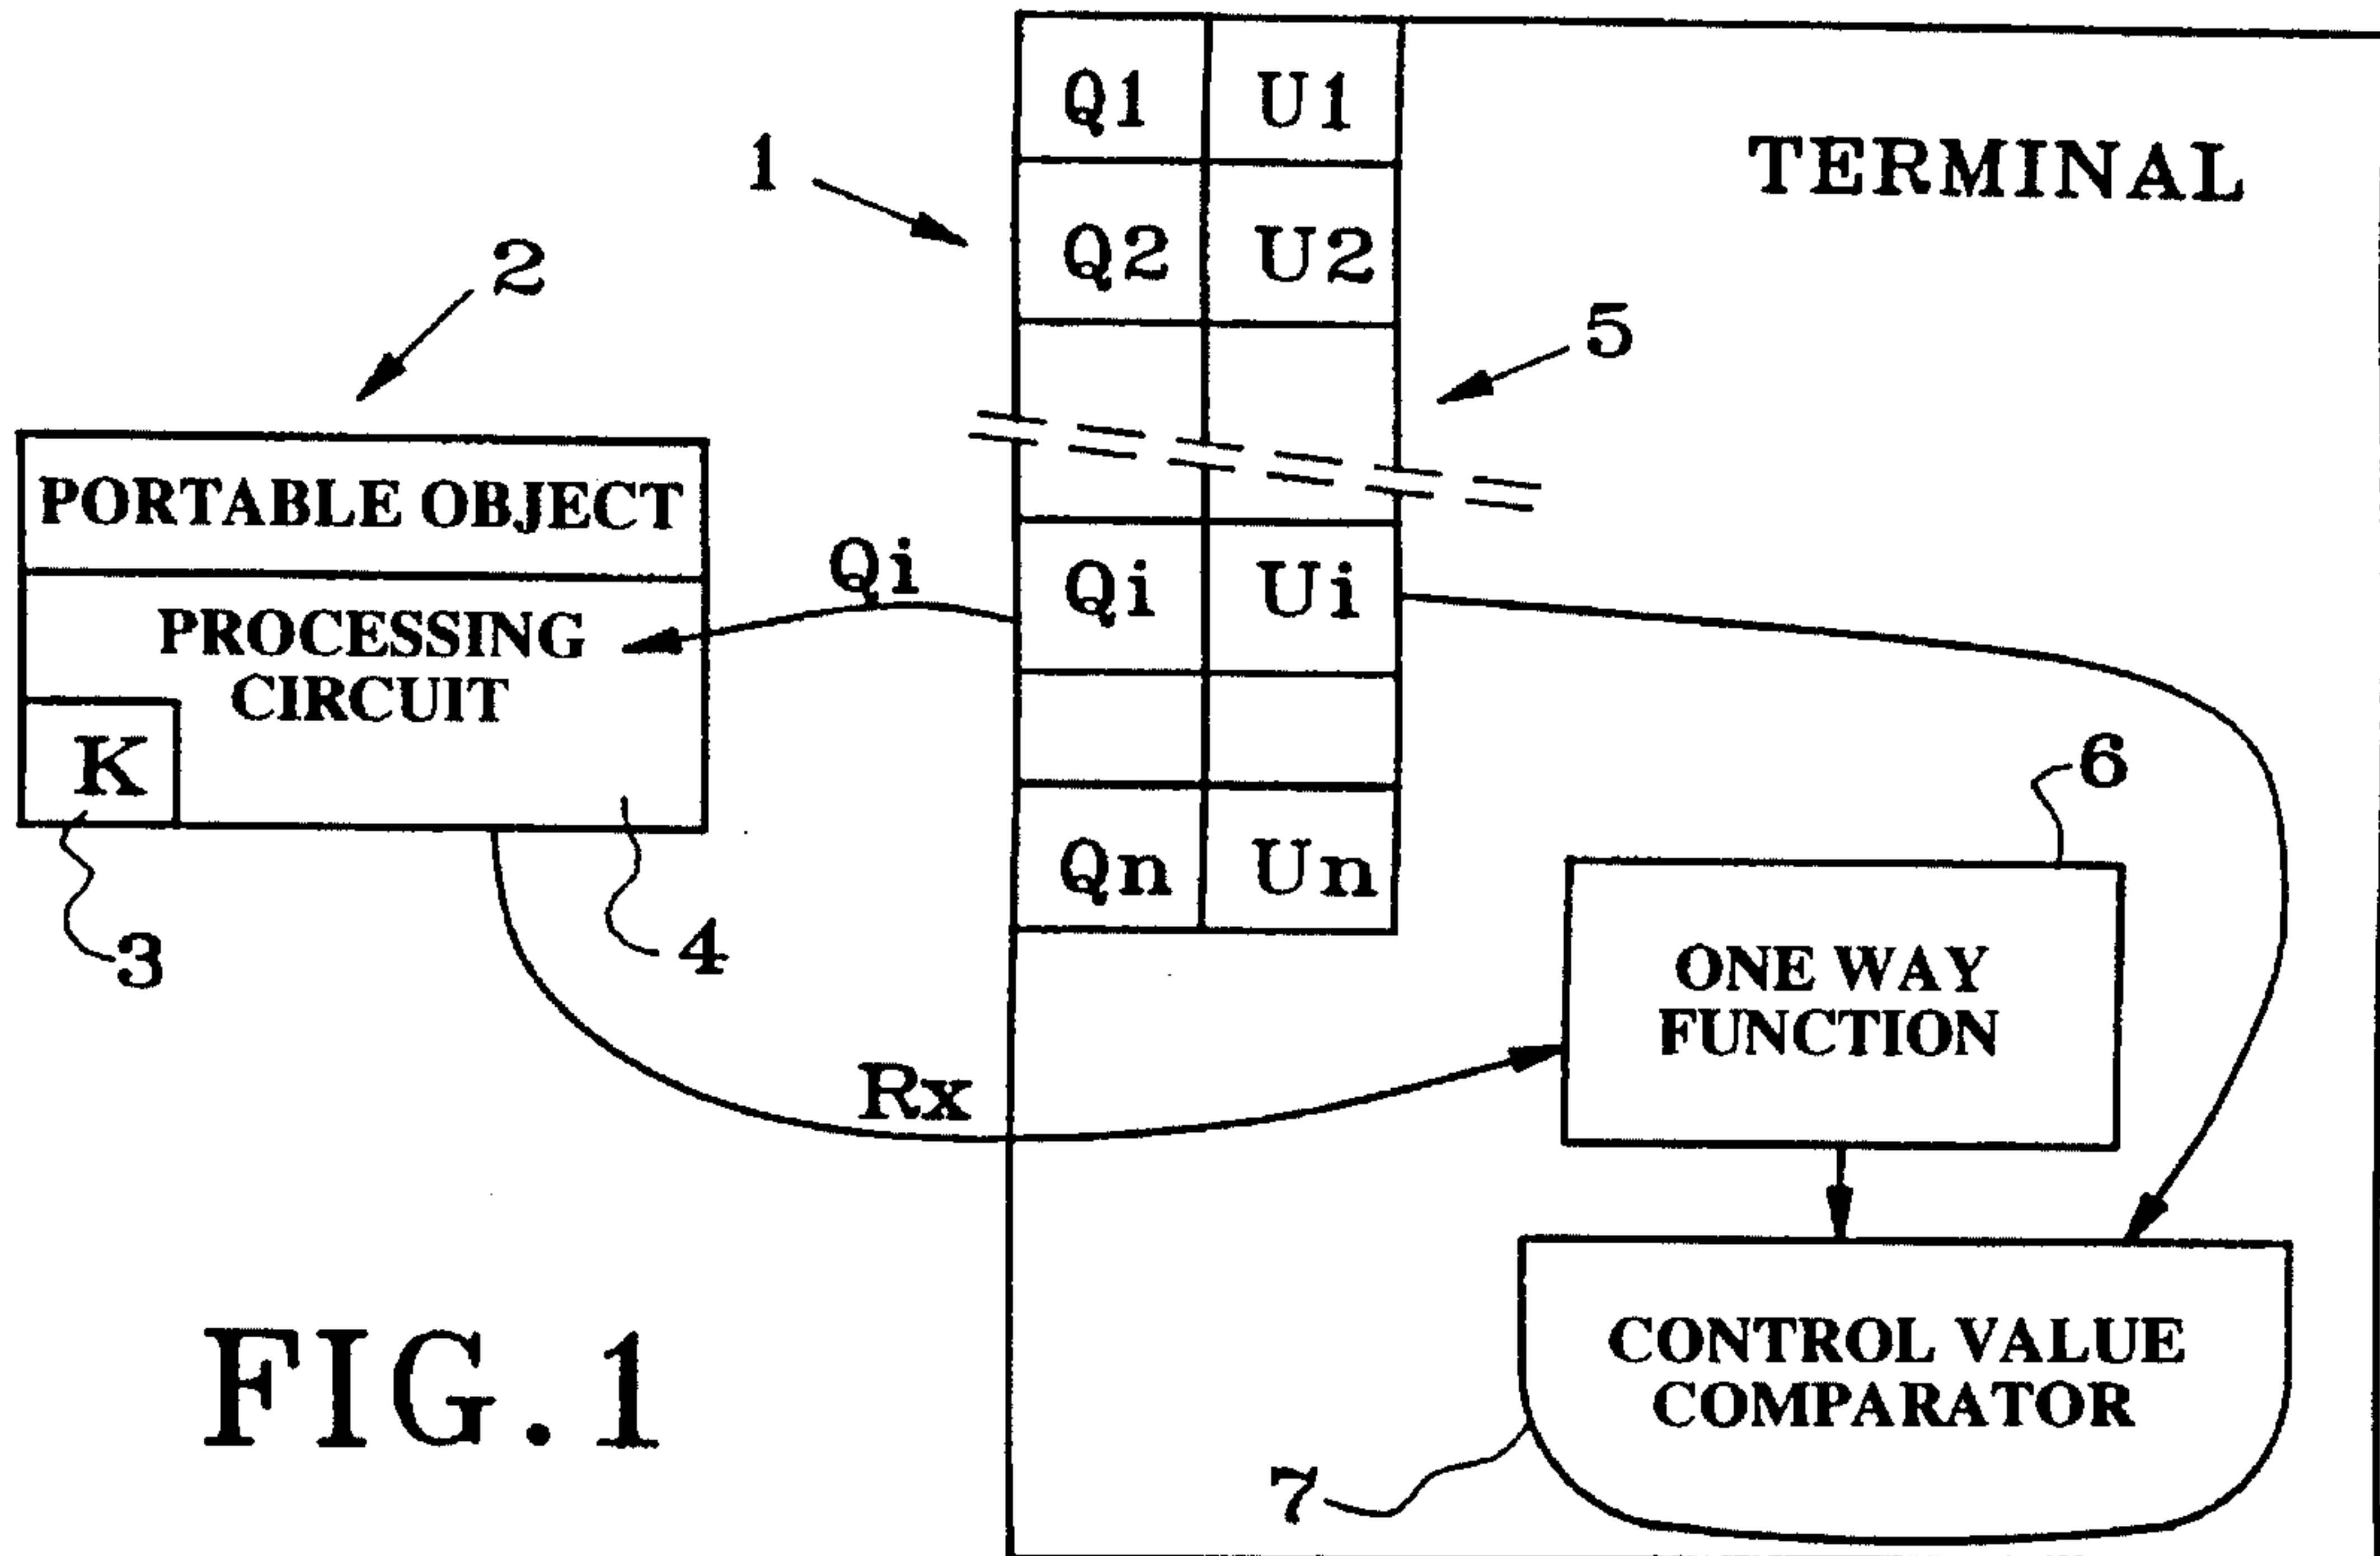 Q1 U1
TERMINAL
1
Q2 U2
2
5
PORTABLE OBJECT
Qi
Qi Ui
PROCESSING
CIRCUIT
K
6
Qn Un
3
4
ONE WAY
FUNCTION
Rx
CONTROL VALUE
COMPARATOR
7
FIG.1